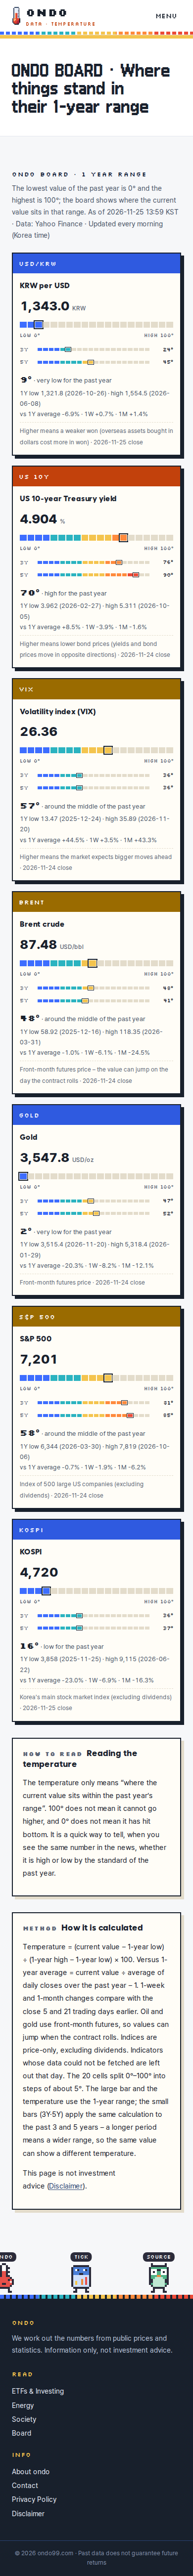 ONDO
DATA · TEMPERATURE
MENU
ONDO BOARD · Where
things stand in
their 1-year range
ONDO BOARD · 1 YEAR RANGE
The lowest value of the past year is 0° and the
highest is 100°; the board shows where the current
value sits in that range. As of 2026-11-25 13:59 KST
· Data: Yahoo Finance · Updated every morning
(Korea time)
USD/KRW
KRW per USD
1,343.0 KRW
LOW 0° HIGH 100°
3Y 24°
5Y 45°
9° · very low for the past year
1Y low 1,321.8 (2026-10-26) · high 1,554.5 (2026-
06-08)
vs 1Y average -6.9% · 1W +0.7% · 1M +1.4%
Higher means a weaker won (overseas assets bought in
dollars cost more in won) · 2026-11-25 close
US 10Y
US 10-year Treasury yield
4.904 %
LOW 0° HIGH 100°
3Y 76°
5Y 90°
70° · high for the past year
1Y low 3.962 (2026-02-27) · high 5.311 (2026-10-
05)
vs 1Y average +8.5% · 1W -3.9% · 1M -1.6%
Higher means lower bond prices (yields and bond
prices move in opposite directions) · 2026-11-24 close
VIX
Volatility index (VIX)
26.36
LOW 0° HIGH 100°
3Y 36°
5Y 36°
57° · around the middle of the past year
1Y low 13.47 (2025-12-24) · high 35.89 (2026-11-
20)
vs 1Y average +44.5% · 1W +3.5% · 1M +43.3%
Higher means the market expects bigger moves ahead
· 2026-11-24 close
BRENT
Brent crude
87.48 USD/bbl
LOW 0° HIGH 100°
3Y 48°
5Y 41°
48° · around the middle of the past year
1Y low 58.92 (2025-12-16) · high 118.35 (2026-
03-31)
vs 1Y average -1.0% · 1W -6.1% · 1M -24.5%
Front-month futures price – the value can jump on the
day the contract rolls · 2026-11-24 close
GOLD
Gold
3,547.8 USD/oz
LOW 0° HIGH 100°
3Y 47°
5Y 52°
2° · very low for the past year
1Y low 3,515.4 (2026-11-20) · high 5,318.4 (2026-
01-29)
vs 1Y average -20.3% · 1W -8.2% · 1M -12.1%
Front-month futures price · 2026-11-24 close
S&P 500
S&P 500
7,201
LOW 0° HIGH 100°
3Y 81°
5Y 85°
58° · around the middle of the past year
1Y low 6,344 (2026-03-30) · high 7,819 (2026-10-
06)
vs 1Y average -0.7% · 1W -1.9% · 1M -6.2%
Index of 500 large US companies (excluding
dividends) · 2026-11-24 close
KOSPI
KOSPI
4,720
LOW 0° HIGH 100°
3Y 36°
5Y 37°
16° · low for the past year
1Y low 3,858 (2025-11-25) · high 9,115 (2026-06-
22)
vs 1Y average -23.0% · 1W -6.9% · 1M -16.3%
Korea's main stock market index (excluding dividends)
· 2026-11-25 close
HOW TO READ Reading the
temperature
The temperature only means "where the
current value sits within that past year's
range". 100° does not mean it cannot go
higher, and 0° does not mean it has hit
bottom. It is a quick way to tell, when you
see the same number in the news, whether
it is high or low by the standard of the
past year.
METHOD How it is calculated
Temperature = (current value − 1-year low)
÷ (1-year high − 1-year low) × 100. Versus 1-
year average = current value ÷ average of
daily closes over the past year − 1. 1-week
and 1-month changes compare with the
close 5 and 21 trading days earlier. Oil and
gold use front-month futures, so values can
jump when the contract rolls. Indices are
price-only, excluding dividends. Indicators
whose data could not be fetched are left
out that day. The 20 cells split 0°–100° into
steps of about 5°. The large bar and the
temperature use the 1-year range; the small
bars (3Y·5Y) apply the same calculation to
the past 3 and 5 years – a longer period
means a wider range, so the same value
can show a different temperature.
This page is not investment
advice (Disclaimer).
NDO
TICK
SOURCE
ONDO
We work out the numbers from public prices and
statistics. Information only, not investment advice.
READ
ETFs & Investing
Energy
Society
Board
INFO
About ondo
Contact
Privacy Policy
Disclaimer
© 2026 ondo99.com · Past data does not guarantee future
returns